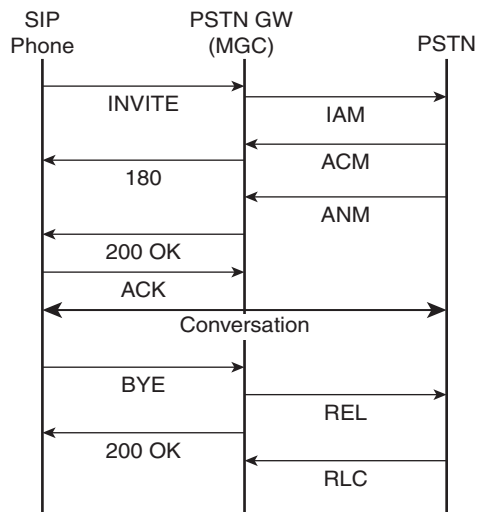 SIP
Phone
PSTN GW
(MGC)
PSTN
INVITE
IAM
ACM
180
ANM
200 OK
ACK
Conversation
BYE
REL
200 OK
RLC